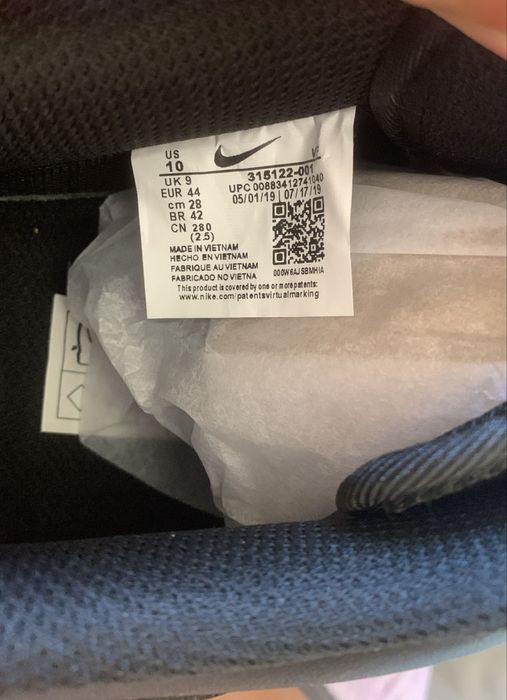 US
10
UK 9
EUR 44
cm 28
BR 42
CN 280
(2.5)
315122-001
UPC 00883412741040
05/01/19 | 07/17/19
MADE IN VIETNAM
HECHO EN VIETNAM
FABRIQUE AU VIETNAM
FABRICADO NO VIETNA
000W6AJSBMHIA
This product is covered by one or more patents:
www.nike.com/patentsvirtualmarking